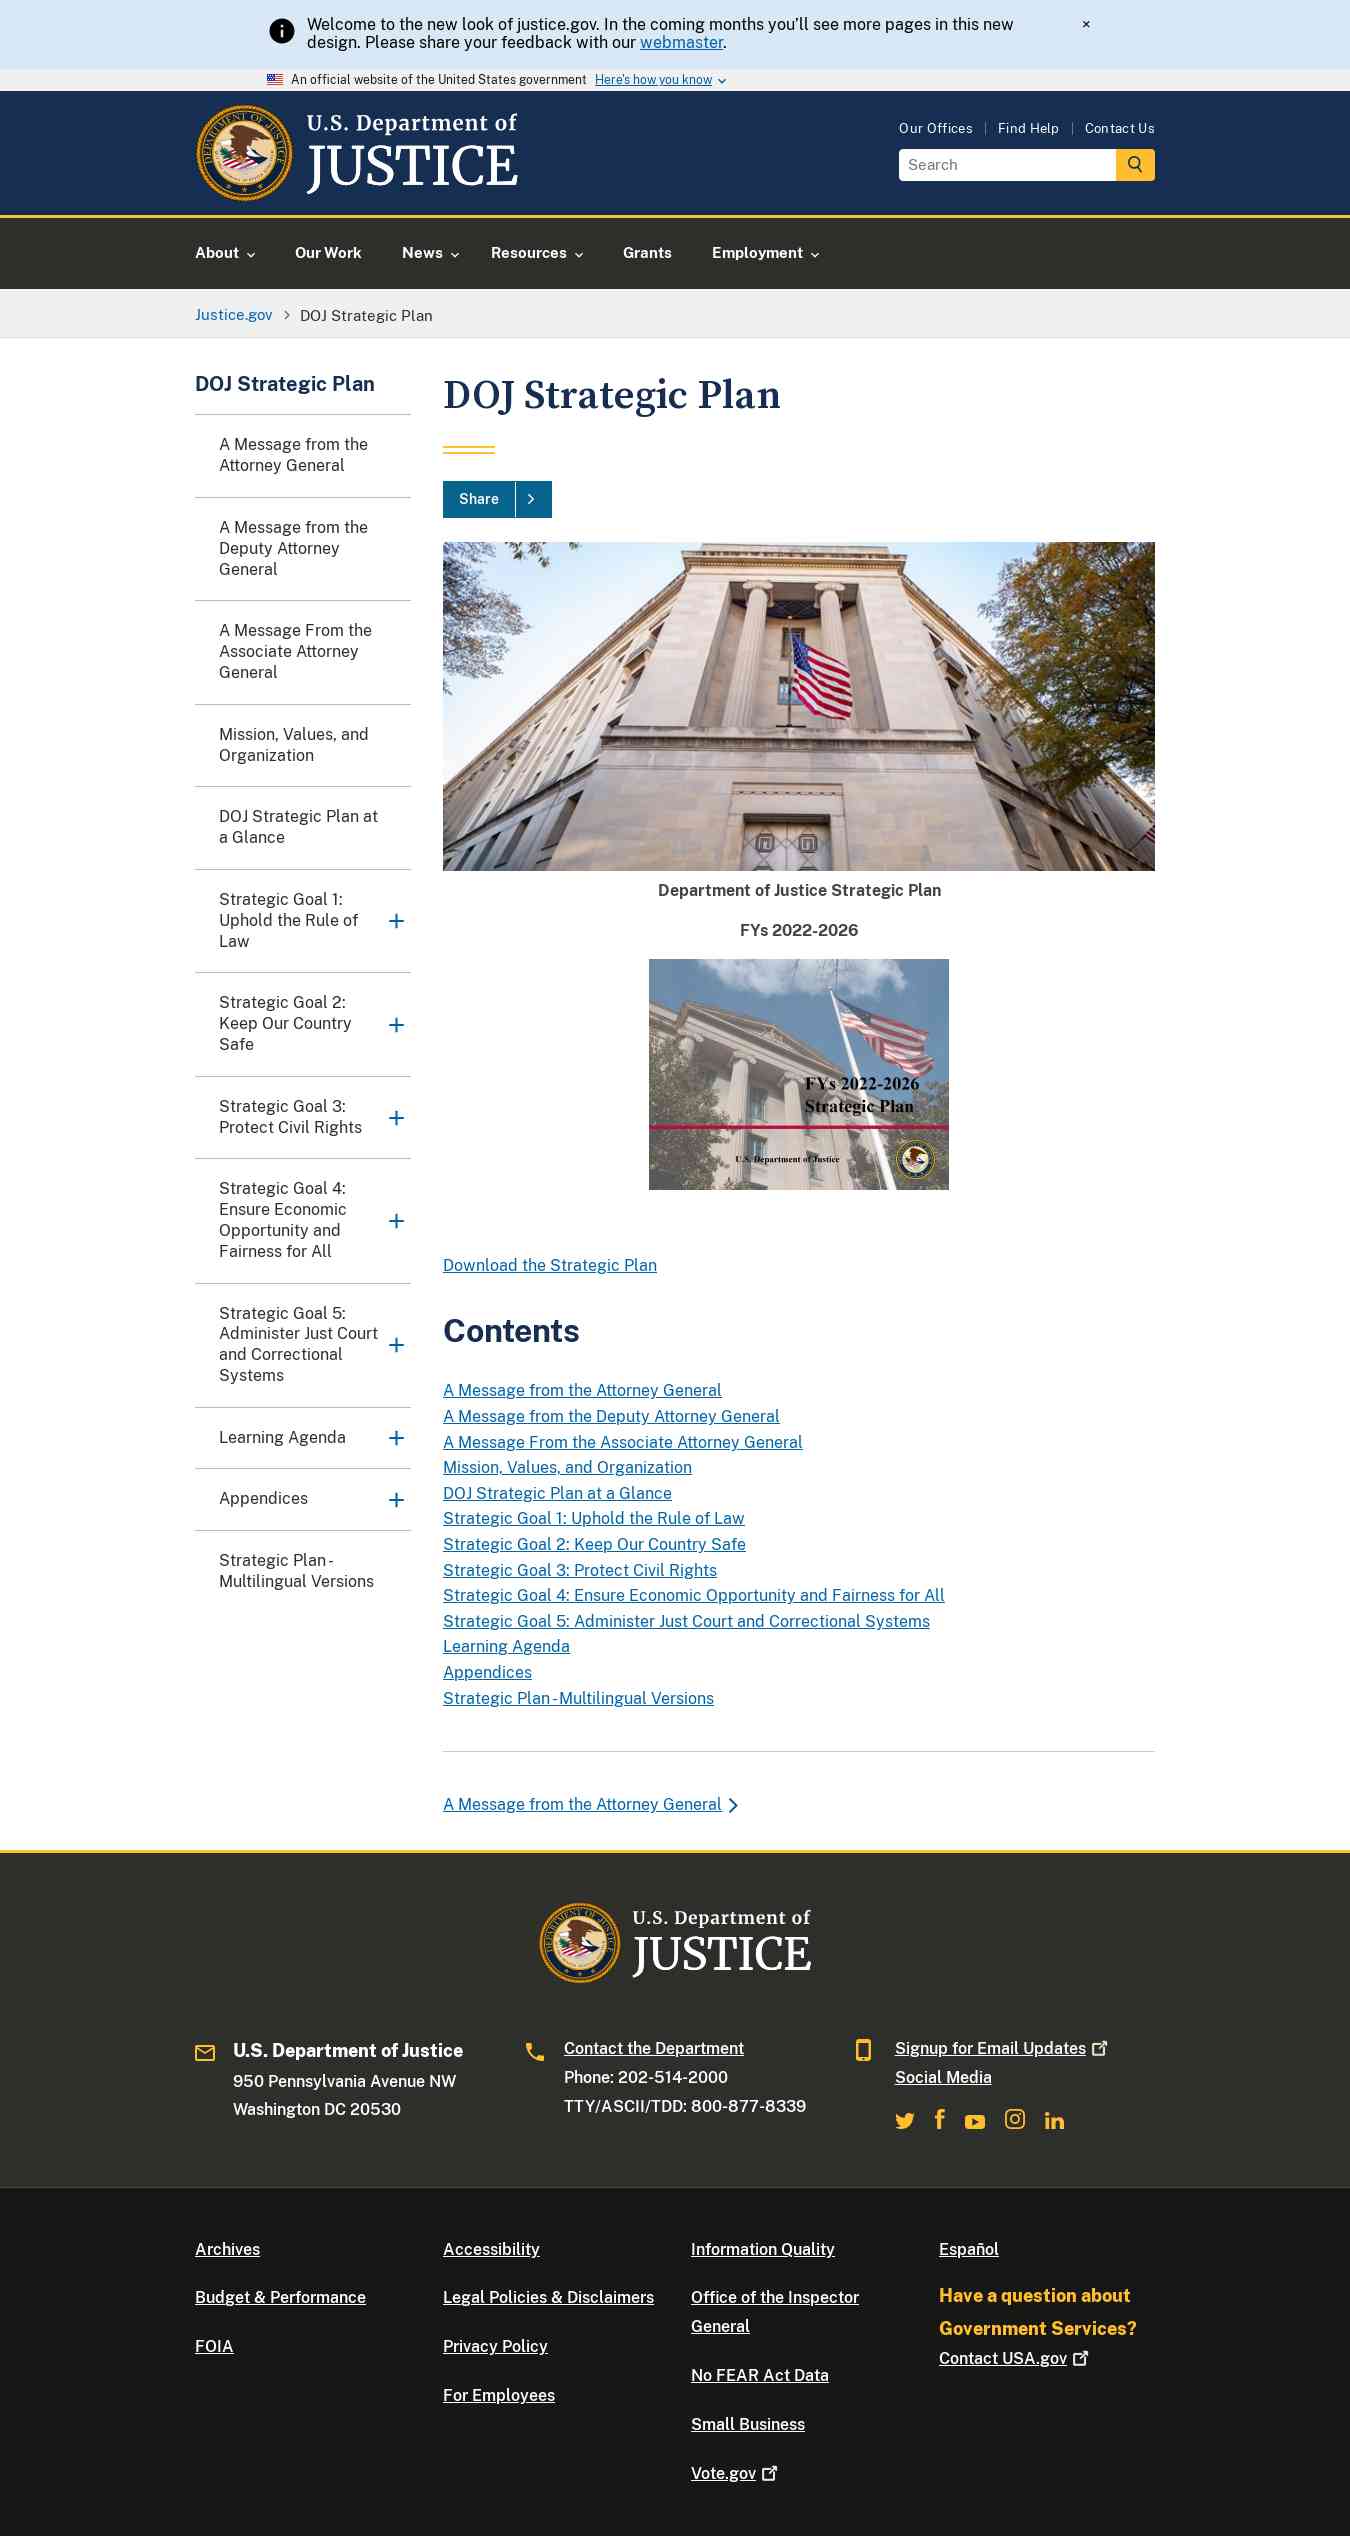 Welcome to the new look of justice.gov. In the coming months you'll see more pages in this new
design. Please share your feedback with our webmaster.
×
An official website of the United States government Here's how you know
U.S. Department of
JUSTICE
Our Offices
Find Help
Contact Us
Search
About
Our Work
News
Resources
Grants
Employment
Justice.gov
DOJ Strategic Plan
DOJ Strategic Plan
A Message from the
Attorney General
A Message from the
Deputy Attorney
General
A Message From the
Associate Attorney
General
Mission, Values, and
Organization
DOJ Strategic Plan at
a Glance
Strategic Goal 1:
Uphold the Rule of
Law
Strategic Goal 2:
Keep Our Country
Safe
Strategic Goal 3:
Protect Civil Rights
Strategic Goal 4:
Ensure Economic
Opportunity and
Fairness for All
Strategic Goal 5:
Administer Just Court
and Correctional
Systems
Learning Agenda
Appendices
Strategic Plan -
Multilingual Versions
DOJ Strategic Plan
Share
Department of Justice Strategic Plan
FYs 2022-2026
FYs 2022-2026
Strategic Plan
U.S. Department of Justice
Download the Strategic Plan
Contents
A Message from the Attorney General
A Message from the Deputy Attorney General
A Message From the Associate Attorney General
Mission, Values, and Organization
DOJ Strategic Plan at a Glance
Strategic Goal 1: Uphold the Rule of Law
Strategic Goal 2: Keep Our Country Safe
Strategic Goal 3: Protect Civil Rights
Strategic Goal 4: Ensure Economic Opportunity and Fairness for All
Strategic Goal 5: Administer Just Court and Correctional Systems
Learning Agenda
Appendices
Strategic Plan - Multilingual Versions
A Message from the Attorney General
U.S. Department of
JUSTICE
U.S. Department of Justice
950 Pennsylvania Avenue NW
Washington DC 20530
Contact the Department
Phone: 202-514-2000
TTY/ASCII/TDD: 800-877-8339
Signup for Email Updates
Social Media
Archives
Budget & Performance
FOIA
Accessibility
Legal Policies & Disclaimers
Privacy Policy
For Employees
Information Quality
Office of the Inspector
General
No FEAR Act Data
Small Business
Vote.gov
Español
Have a question about
Government Services?
Contact USA.gov